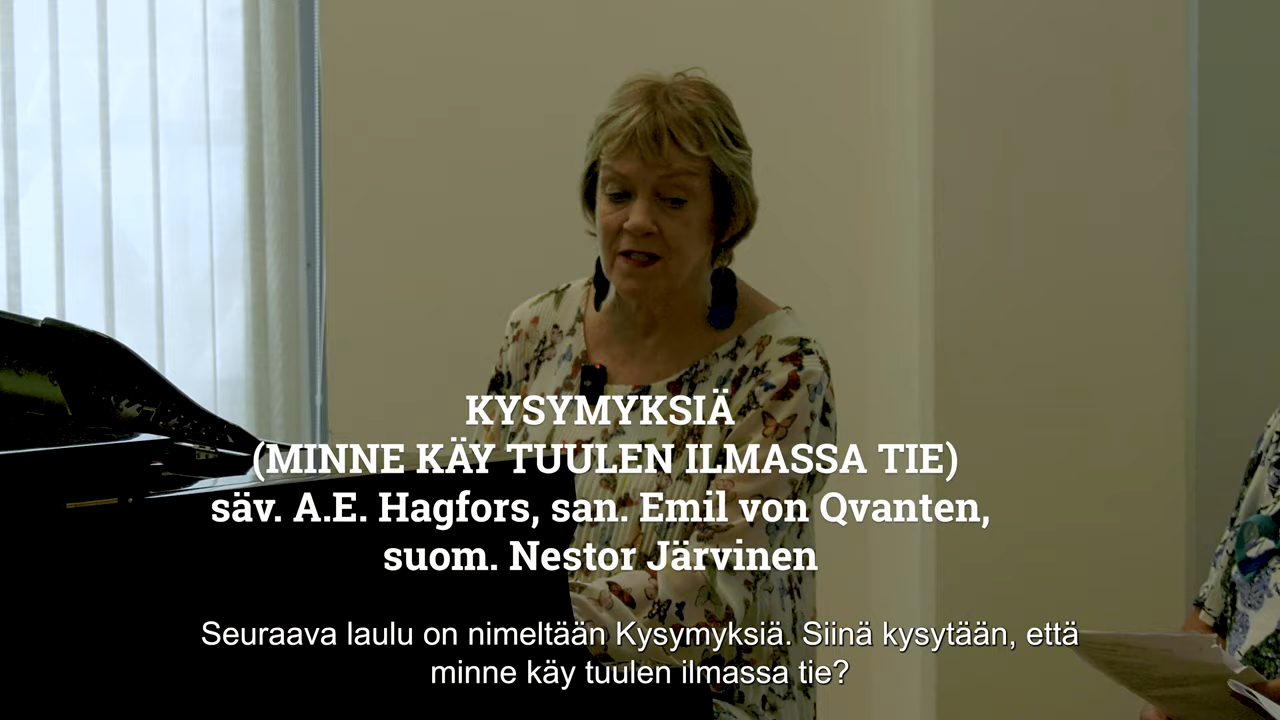 KYSYMYKSIÄ
(MINNE KÄY TUULEN ILMASSA TIE)
säv. A.E. Hagfors, san. Emil von Qvanten,
suom. Nestor Järvinen
Seuraava laulu on nimeltään Kysymyksiä. Siinä kysytään, että
minne käy tuulen ilmassa tie?